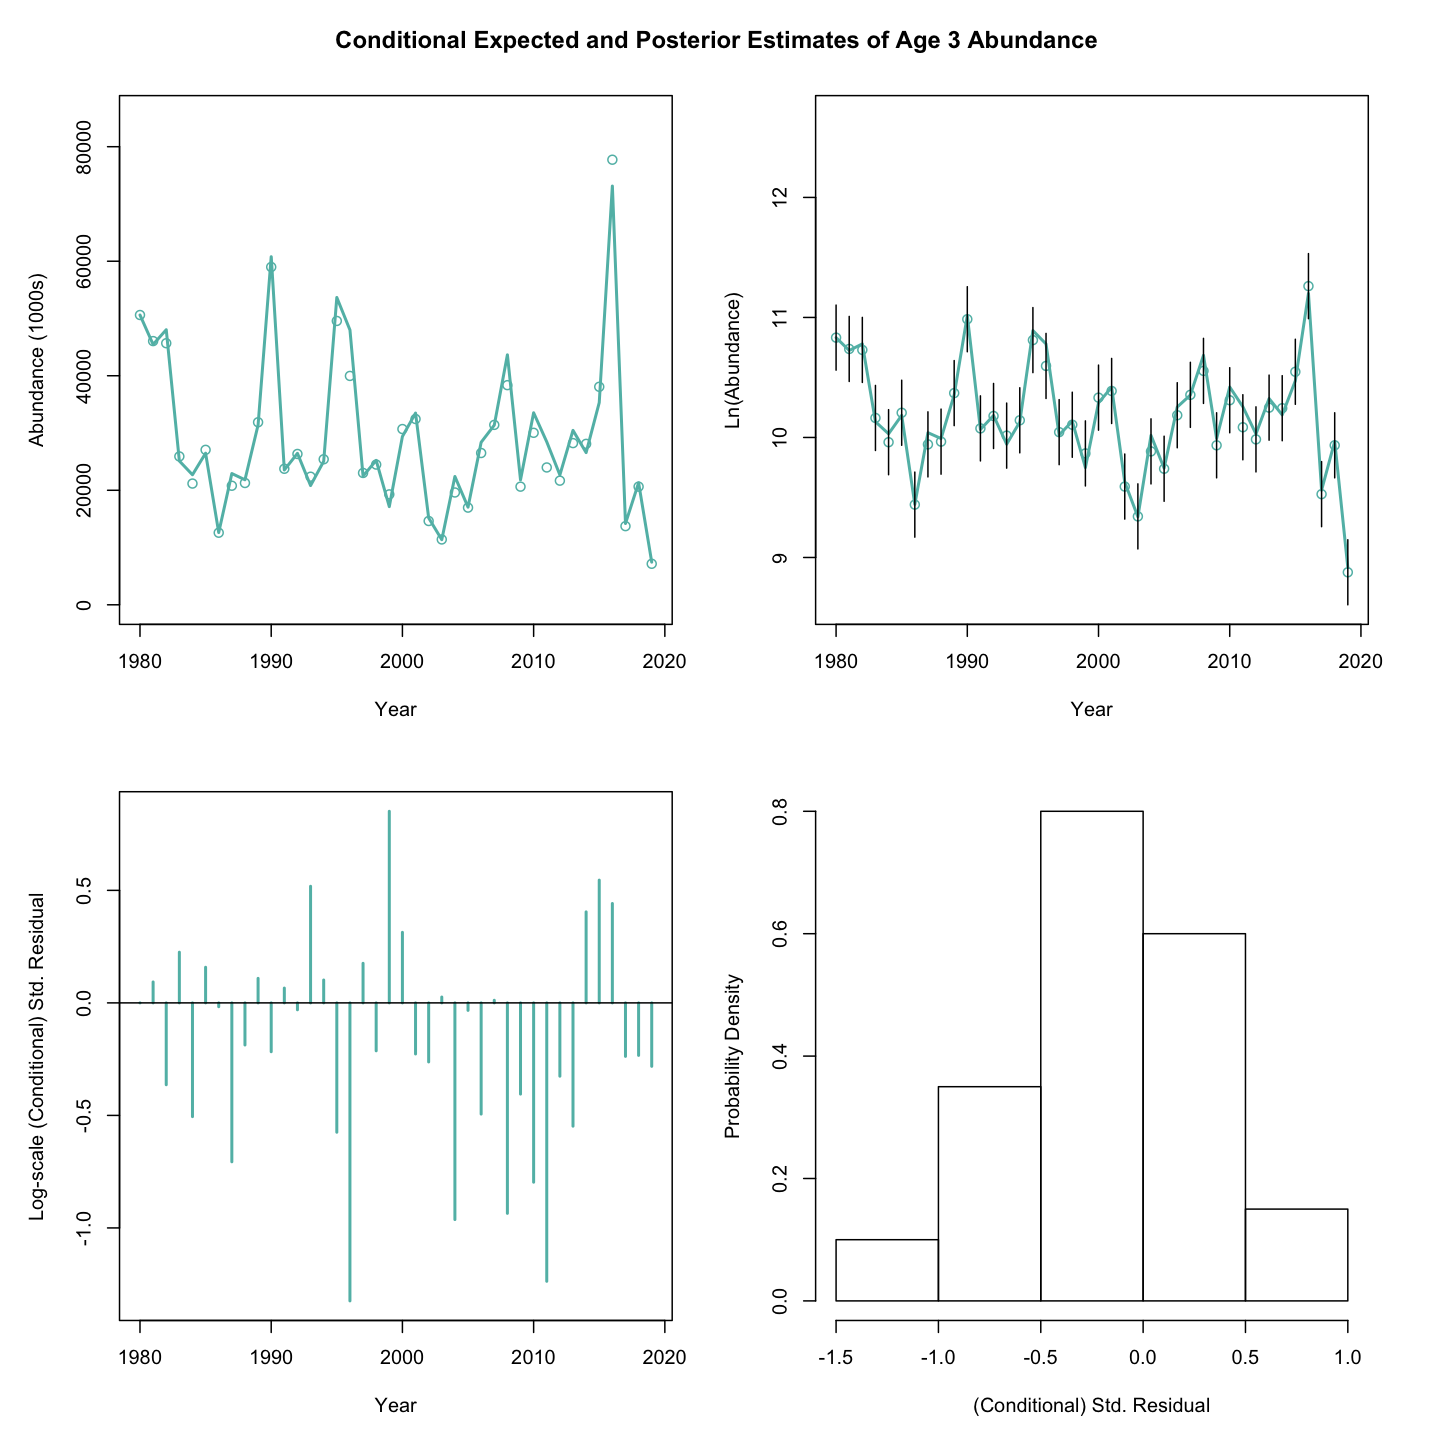 Conditional Expected and Posterior Estimates of Age 3 Abundance
Abundance (1000s)
80000
60000
40000
20000
0
1980 1990 2000 2010 2020
Year
Ln(Abundance)
12
11
10
9
1980 1990 2000 2010 2020
Year
Log-scale (Conditional) Std. Residual
0.5
0.0
-0.5
-1.0
1980 1990 2000 2010 2020
Year
Probability Density
0.8
0.6
0.4
0.2
0.0
-1.5 -1.0 -0.5 0.0 0.5 1.0
(Conditional) Std. Residual